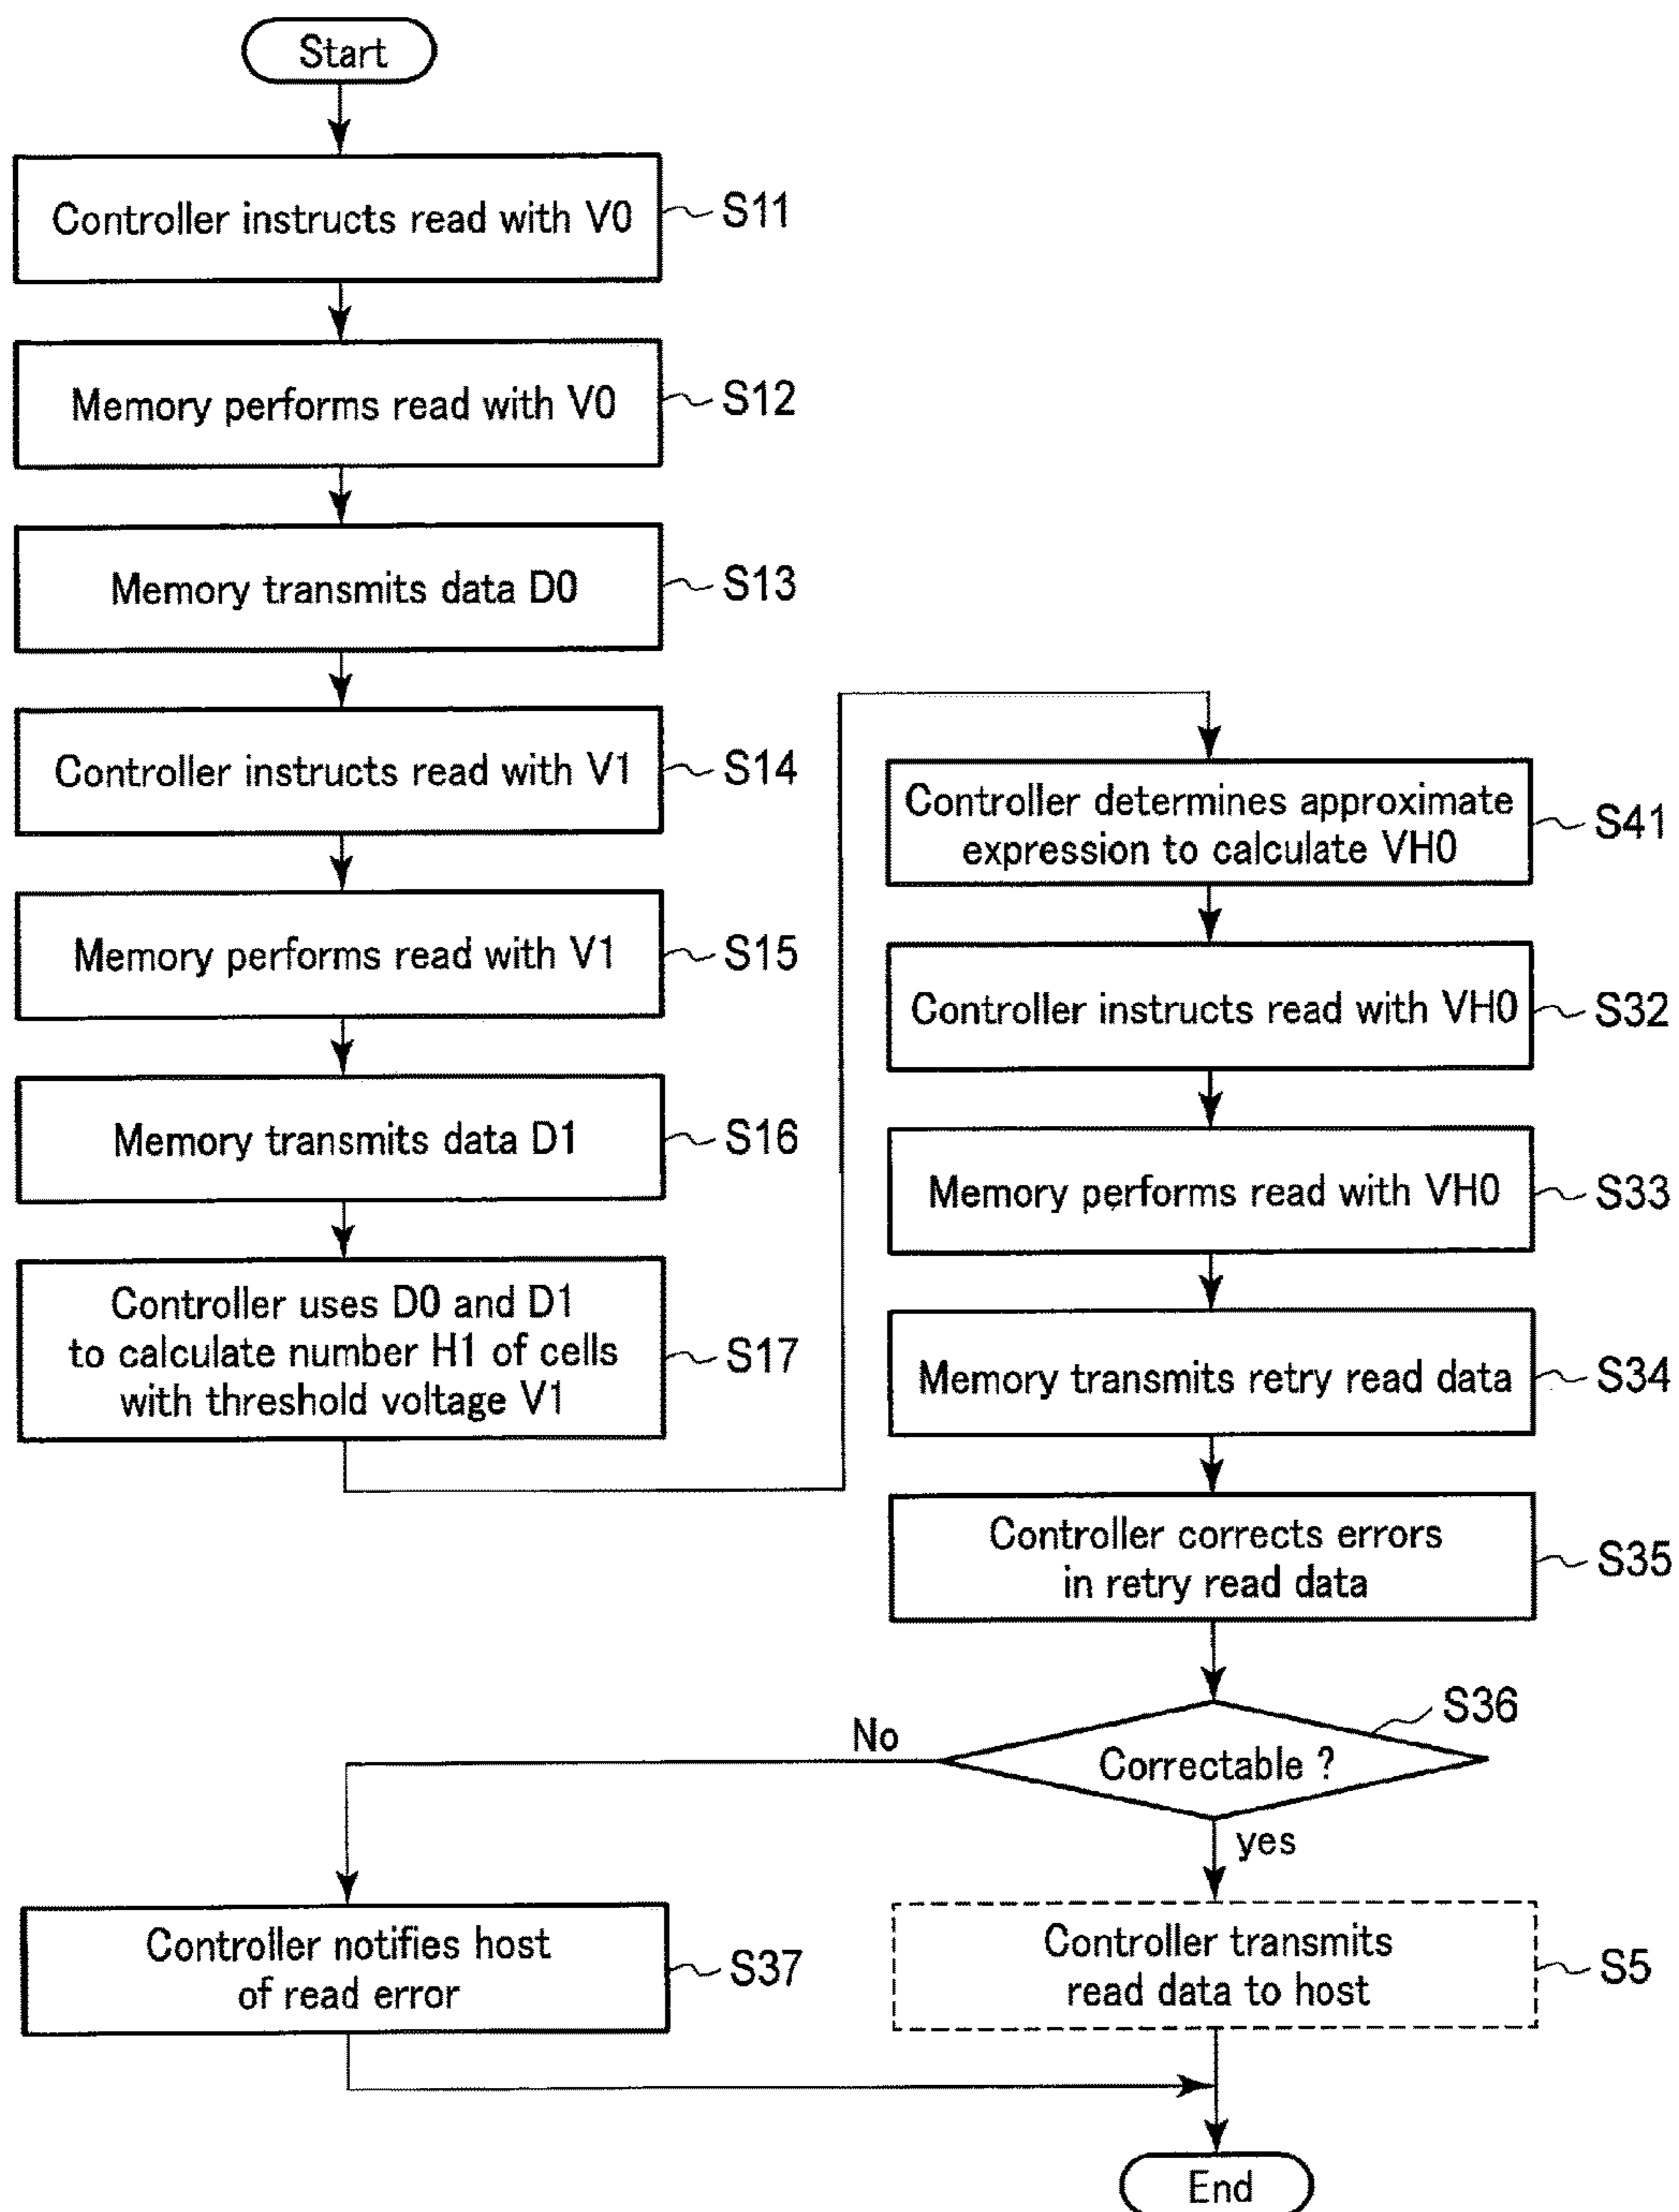 Start
Controller instructs read with V0
S11
Memory performs read with V0
S12
Memory transmits data D0
S13
Controller instructs read with V1
S14
Memory performs read with V1
S15
Memory transmits data D1
S16
Controller uses D0 and D1
to calculate number H1 of cells
with threshold voltage V1
S17
Controller determines approximate
expression to calculate VH0
S41
Controller instructs read with VH0
S32
Memory performs read with VH0
S33
Memory transmits retry read data
S34
Controller corrects errors
in retry read data
S35
S36
Correctable ?
No
yes
Controller notifies host
of read error
S37
Controller transmits
read data to host
S5
End